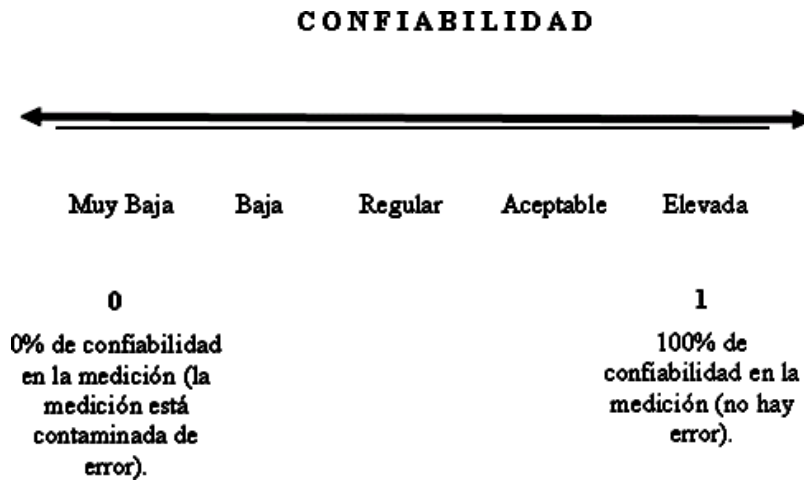 CONFIABILIDAD
Muy Baja Baja Regular Aceptable Elevada
0
0% de confiabilidad
en la medición (la
medición está
contaminada de
error).
1
100% de
confiabilidad en la
medición (no hay
error).